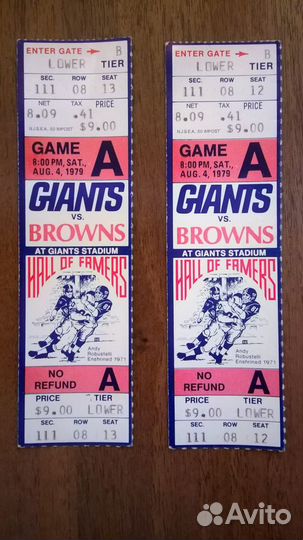 ENTER GATE → B
LOWER TIER
SEC. ROW SEAT
111 08 13
NET TAX PRICE
8.09 .41
$9.00
GAME A
8:00 PM, SAT.,
AUG. 4, 1979
GIANTS
VS.
BROWNS
AT GIANTS STADIUM
HALL OF FAMERS
Andy
Robustelli
Enshrined 1971
NO
REFUND A
PRICE TIER
$9.00 LOWER
SEC. ROW SEAT
111 08 13
ENTER GATE → B
LOWER TIER
SEC. ROW SEAT
111 08 12
NET TAX PRICE
8.09 .41
$9.00
GAME A
8:00 PM, SAT.,
AUG. 4, 1979
GIANTS
VS.
BROWNS
AT GIANTS STADIUM
HALL OF FAMERS
Andy
Robustelli
Enshrined 1971
NO
REFUND A
PRICE TIER
$9.00 LOWER
SEC. ROW SEAT
111 08 12
Avito